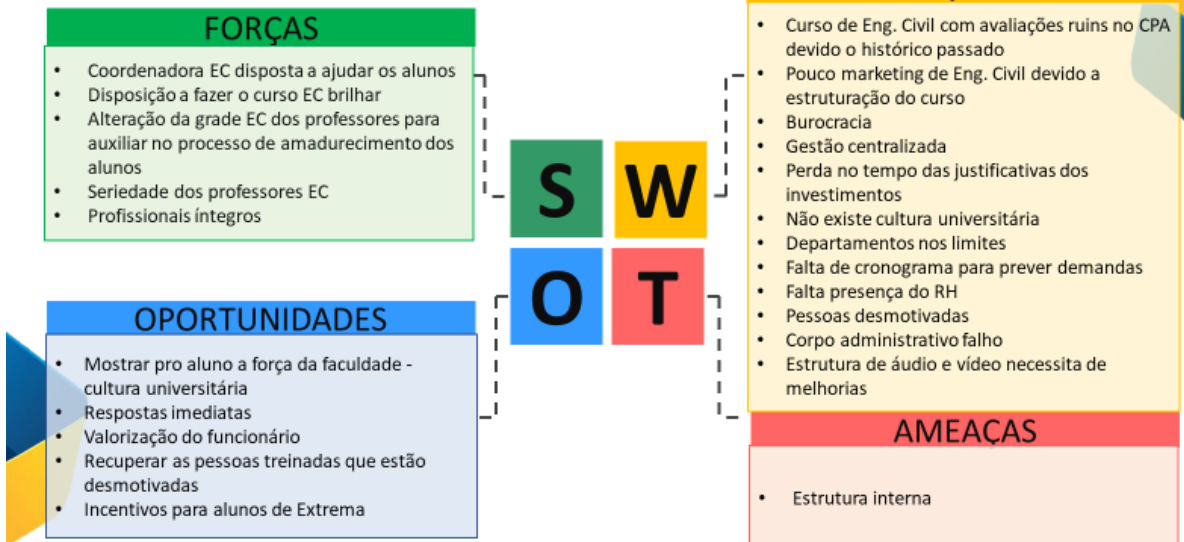 FORÇAS
• Coordenadora EC disposta a ajudar os alunos
• Disposição a fazer o curso EC brilhar
• Alteração da grade EC dos professores para
auxiliar no processo de amadurecimento dos
alunos
• Seriedade dos professores EC
• Profissionais íntegros
S W
O T
• Curso de Eng. Civil com avaliações ruins no CPA
devido o histórico passado
• Pouco marketing de Eng. Civil devido a
estruturação do curso
• Burocracia
• Gestão centralizada
• Perda no tempo das justificativas dos
investimentos
• Não existe cultura universitária
• Departamentos nos limites
• Falta de cronograma para prever demandas
• Falta presença do RH
• Pessoas desmotivadas
• Corpo administrativo falho
• Estrutura de áudio e vídeo necessita de
melhorias
OPORTUNIDADES
• Mostrar pro aluno a força da faculdade -
cultura universitária
• Respostas imediatas
• Valorização do funcionário
• Recuperar as pessoas treinadas que estão
desmotivadas
• Incentivos para alunos de Extrema
AMEAÇAS
• Estrutura interna